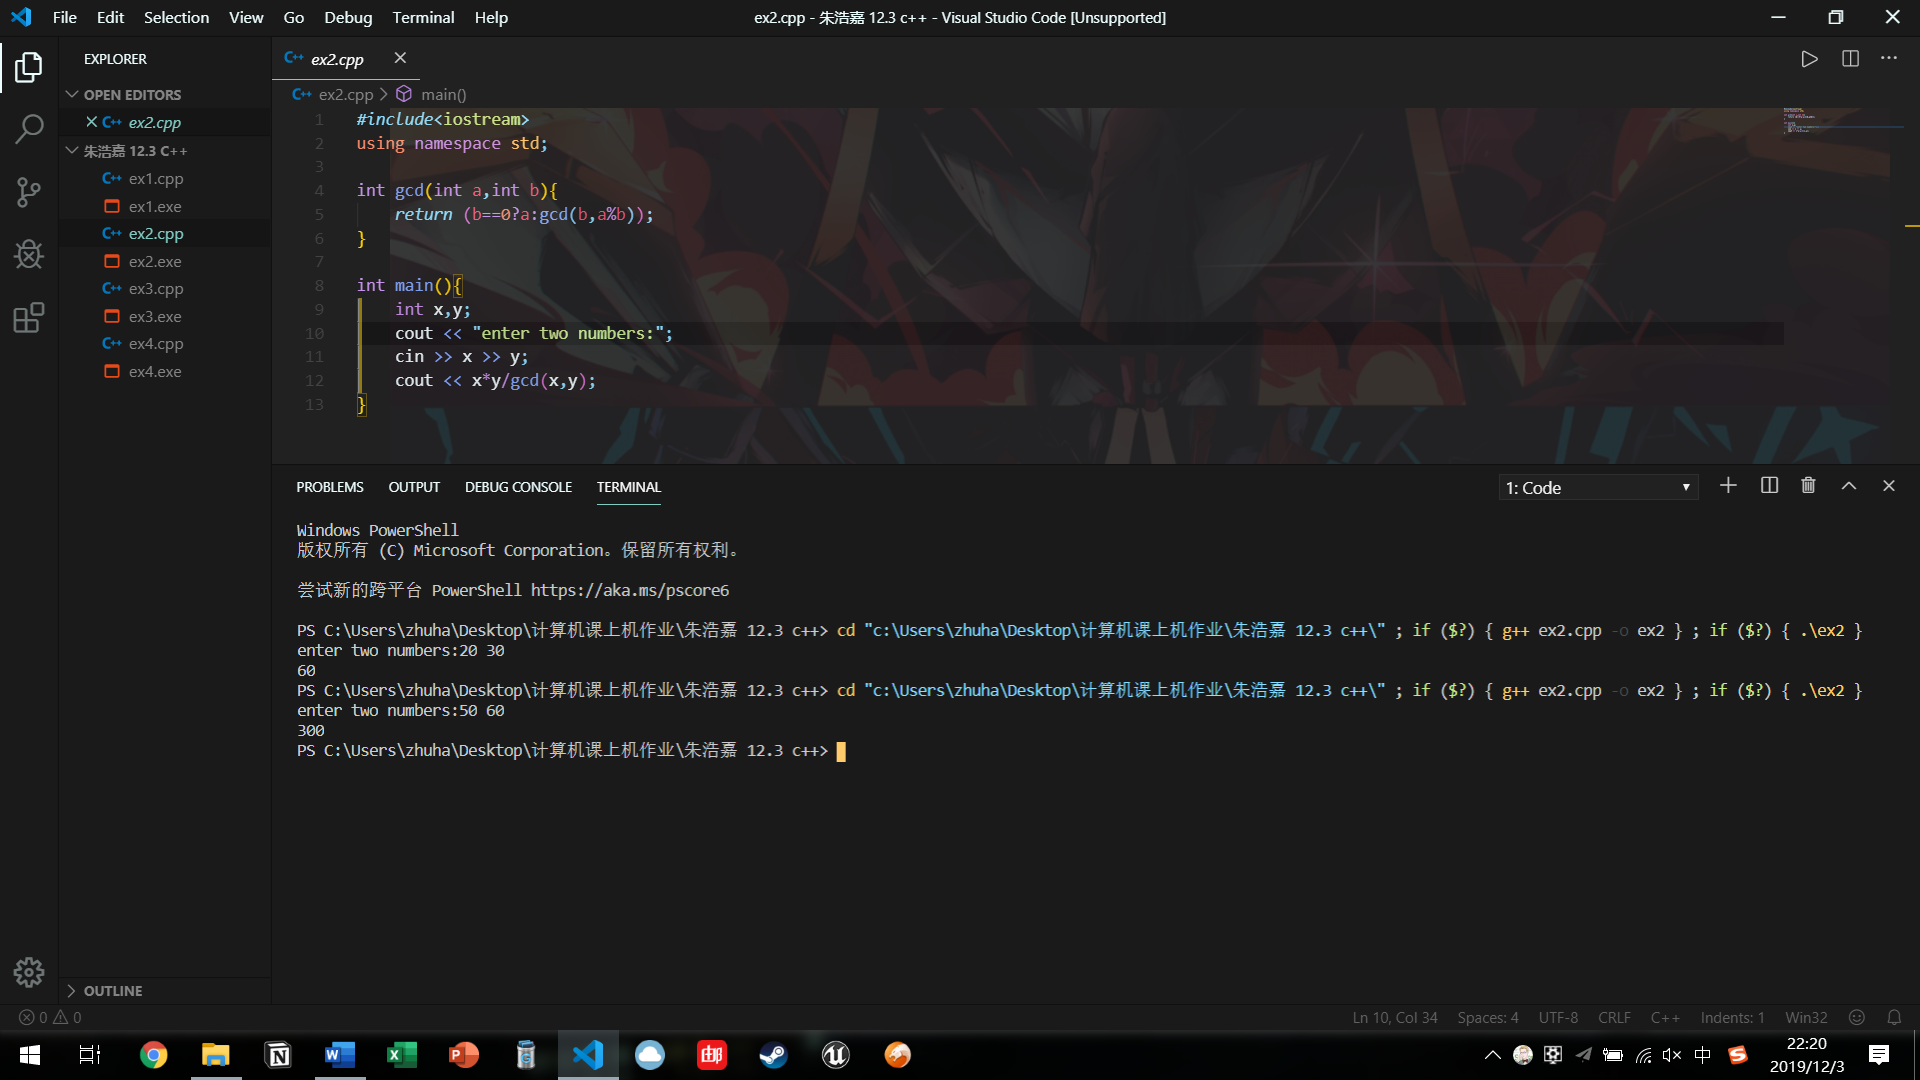 File Edit Selection View Go Debug Terminal Help
ex2.cpp - 朱浩嘉 12.3 c++ - Visual Studio Code [Unsupported]
EXPLORER
OPEN EDITORS
ex2.cpp
朱浩嘉 12.3 C++
ex1.cpp
ex1.exe
ex2.cpp
ex2.exe
ex3.cpp
ex3.exe
ex4.cpp
ex4.exe
OUTLINE
ex2.cpp
ex2.cpp > main()
1 #include<iostream>
2 using namespace std;
3
4 int gcd(int a,int b){
5 return (b==0?a:gcd(b,a%b));
6 }
7
8 int main(){
9 int x,y;
10 cout << "enter two numbers:";
11 cin >> x >> y;
12 cout << x*y/gcd(x,y);
13 }
PROBLEMS OUTPUT DEBUG CONSOLE TERMINAL
1: Code
Windows PowerShell
版权所有 (C) Microsoft Corporation。保留所有权利。
尝试新的跨平台 PowerShell https://aka.ms/pscore6
PS C:\Users\zhuha\Desktop\计算机课上机作业\朱浩嘉 12.3 c++> cd "c:\Users\zhuha\Desktop\计算机课上机作业\朱浩嘉 12.3 c++\" ; if ($?) { g++ ex2.cpp -o ex2 } ; if ($?) { .\ex2 }
enter two numbers:20 30
60
PS C:\Users\zhuha\Desktop\计算机课上机作业\朱浩嘉 12.3 c++> cd "c:\Users\zhuha\Desktop\计算机课上机作业\朱浩嘉 12.3 c++\" ; if ($?) { g++ ex2.cpp -o ex2 } ; if ($?) { .\ex2 }
enter two numbers:50 60
300
PS C:\Users\zhuha\Desktop\计算机课上机作业\朱浩嘉 12.3 c++>
0 0
Ln 10, Col 34 Spaces: 4 UTF-8 CRLF C++ Indents: 1 Win32
中
22:20
2019/12/3